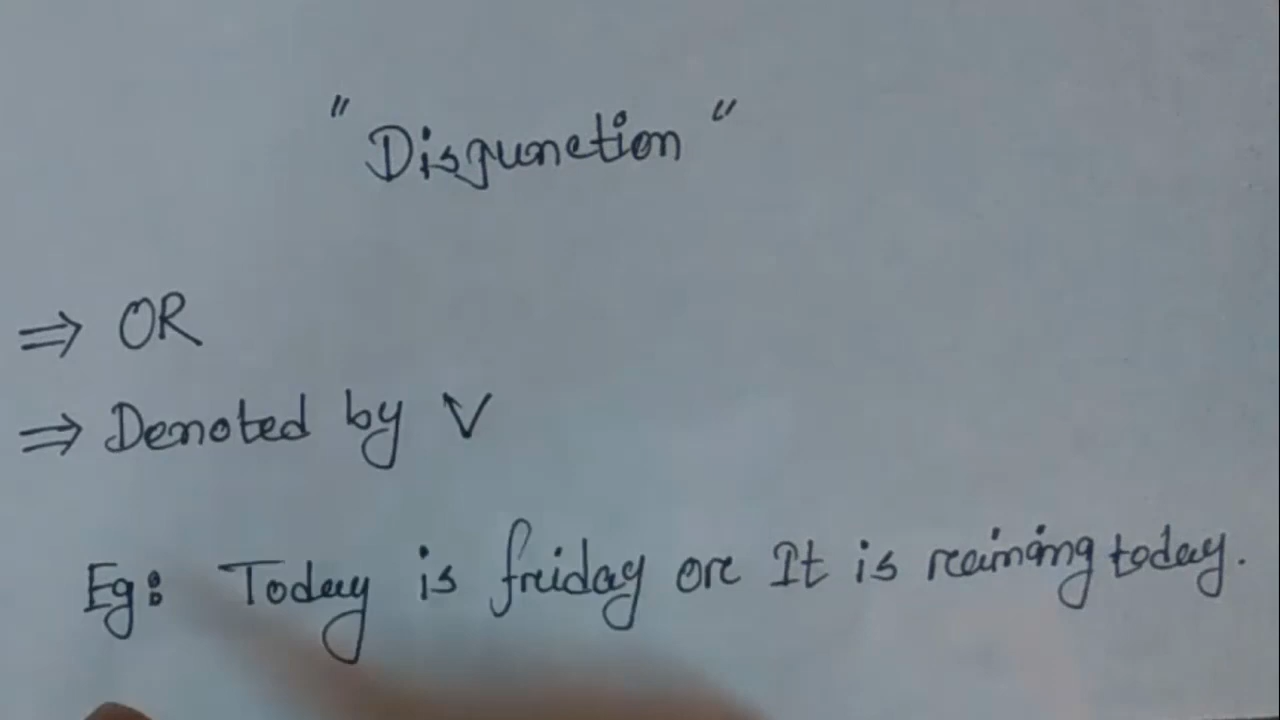 "Disjunction"
⇒ OR
⇒ Denoted by V
Eg: Today is friday or It is raining today.